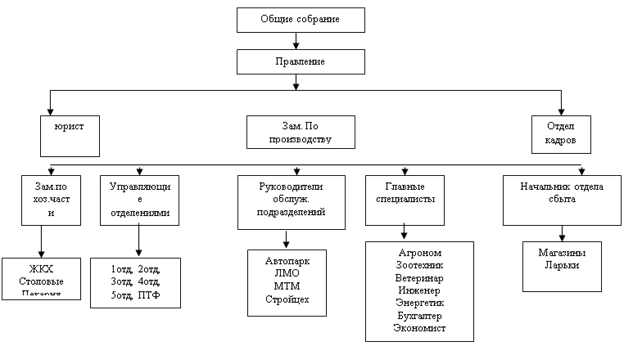 Общие собрание
Правление
юрист
Зам. По
производству
Отдел
кадров
Зам.по
хоз.част
и
Управляющи
е
отделениями
Руководители
обслуж.
подразделений
Главные
специалисты
Начальник отдела
сбыта
ЖКХ
Столовые
1отд, 2отд,
3отд, 4отд,
5отд, ПТФ
Автопарк
ЛМО
МТМ
Стройцех
Агроном
Зоотехник
Ветеринар
Инженер
Энергетик
Бухгалтер
Экономист
Магазины
Ларьки